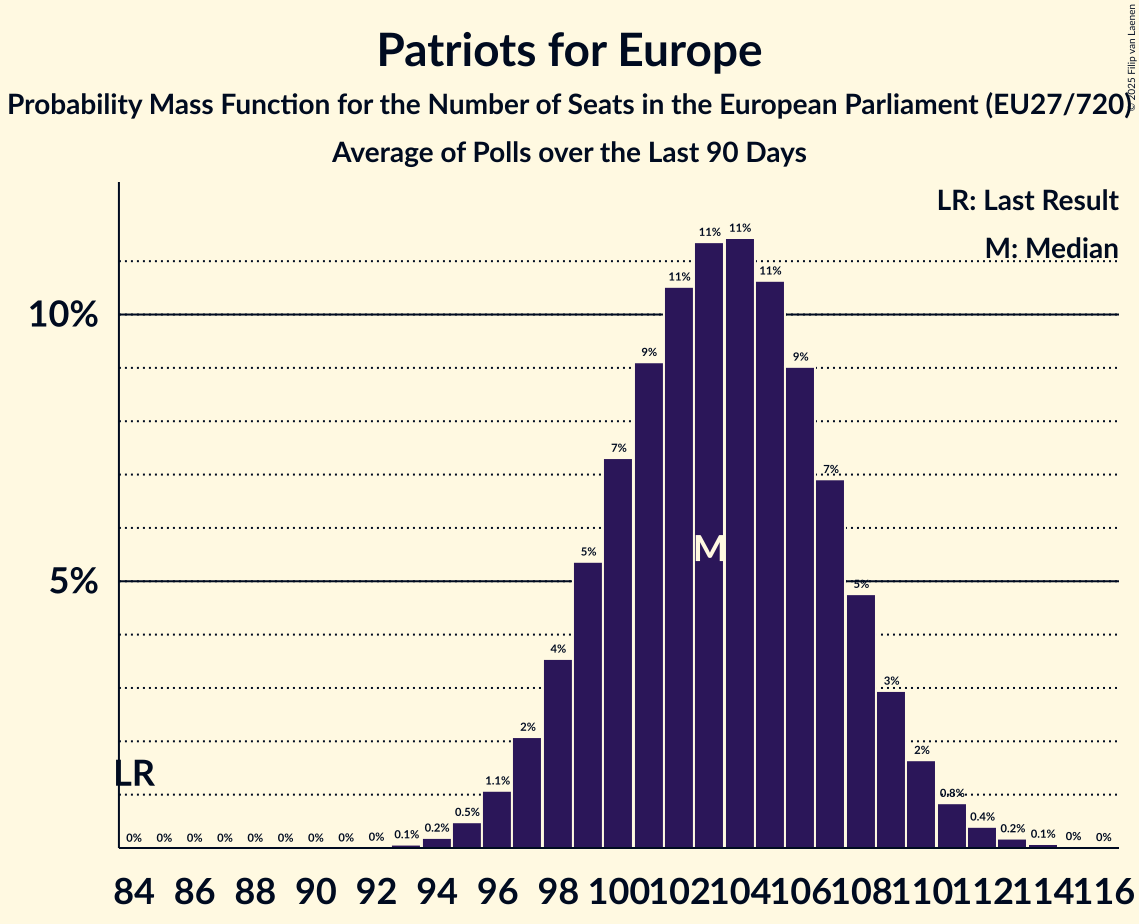 Patriots for Europe
© 2025 Filip van Laenen
Probability Mass Function for the Number of Seats in the European Parliament (EU27/720)
Average of Polls over the Last 90 Days
LR: Last Result
M: Median
11% 11%
11% 11%
10%
9% 9%
7% 7%
M
5% 5%
5%
4%
3%
2% 2%
LR
1.1% 0.8%
0.5% 0.4%
0% 0% 0% 0% 0% 0% 0% 0% 0% 0.1% 0.2% 0.2% 0.1% 0% 0%
84 86 88 90 92 94 96 98 100 102 104 106 108 110 112 114 116